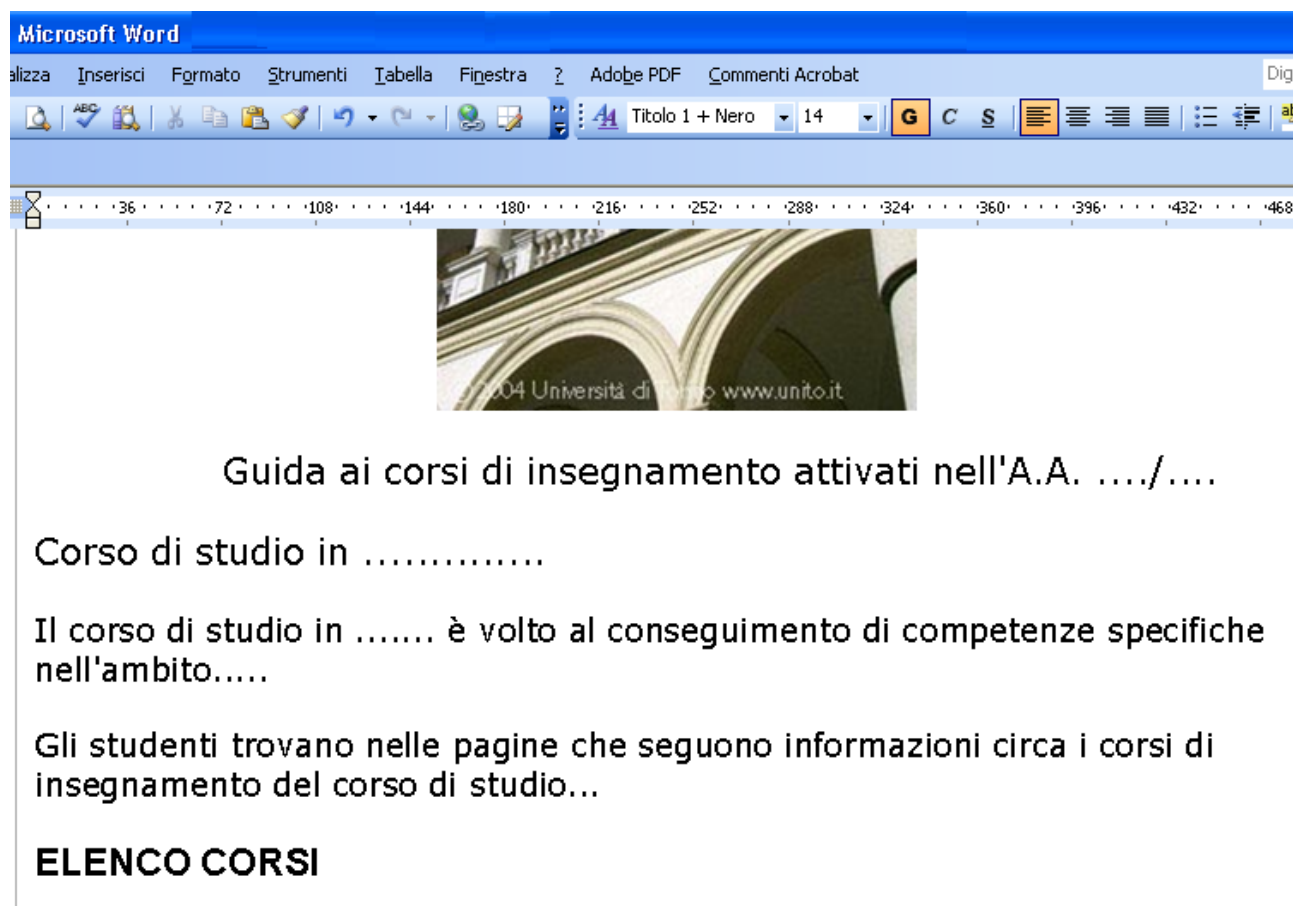 Microsoft Word
alizza Inserisci Formato Strumenti Tabella Finestra ? Adobe PDF Commenti Acrobat Dig
ABC Titolo 1 + Nero 14 G C S ab
36 72 108 144 180 216 252 288 324 360 396 432 468
2004 Università di www.unito.it
Guida ai corsi di insegnamento attivati nell'A.A. ..../....
Corso di studio in ..............
Il corso di studio in ....... è volto al conseguimento di competenze specifiche
nell'ambito.....
Gli studenti trovano nelle pagine che seguono informazioni circa i corsi di
insegnamento del corso di studio...
ELENCO CORSI